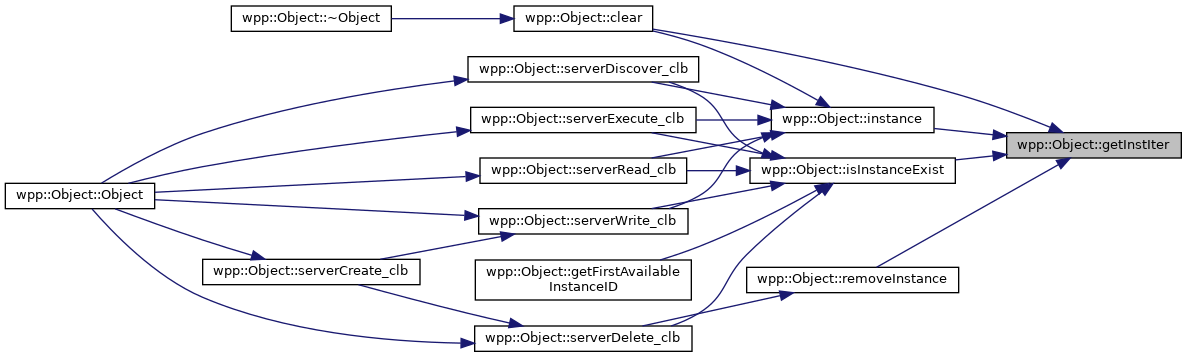 wpp::Object::~Object
wpp::Object::clear
wpp::Object::serverDiscover_clb
wpp::Object::serverExecute_clb
wpp::Object::instance
wpp::Object::getInstIter
wpp::Object::serverRead_clb
wpp::Object::isInstanceExist
wpp::Object::Object
wpp::Object::serverWrite_clb
wpp::Object::serverCreate_clb
wpp::Object::getFirstAvailable
InstanceID
wpp::Object::removeInstance
wpp::Object::serverDelete_clb